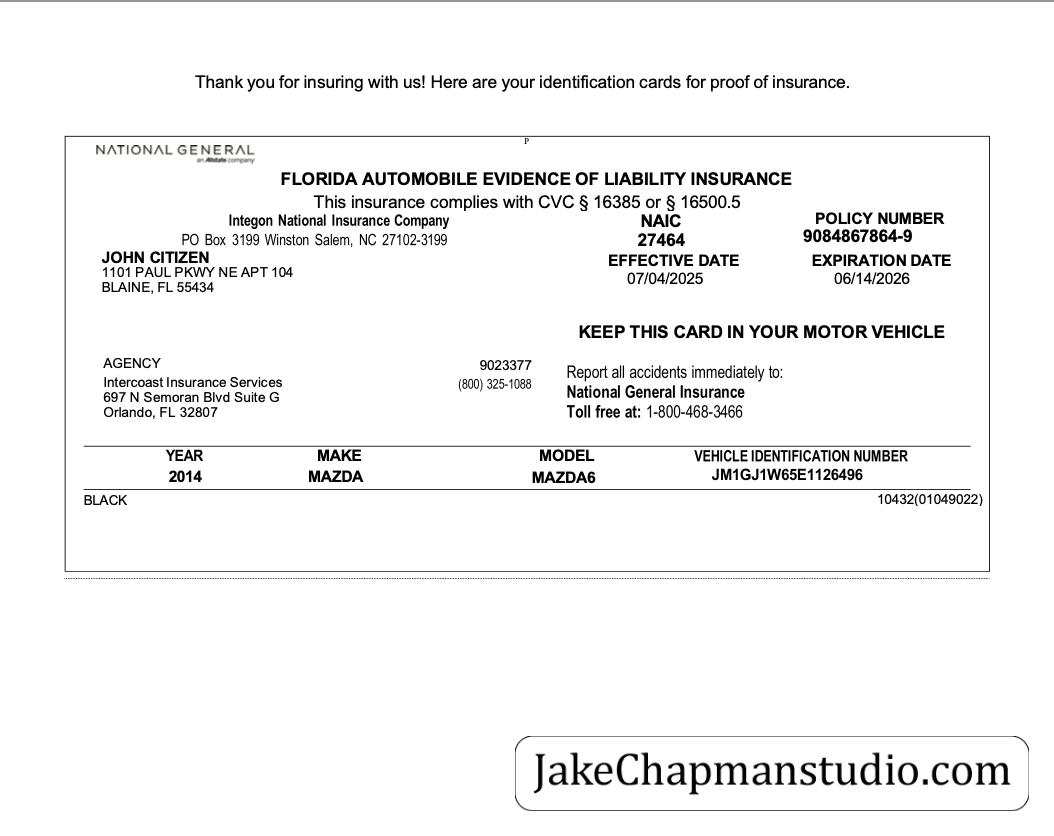 Thank you for insuring with us! Here are your identification cards for proof of insurance.
P
NATIONAL GENERAL
an Allstate company
FLORIDA AUTOMOBILE EVIDENCE OF LIABILITY INSURANCE
This insurance complies with CVC § 16385 or § 16500.5
Integon National Insurance Company NAIC POLICY NUMBER
PO Box 3199 Winston Salem, NC 27102-3199 27464 9084867864-9
JOHN CITIZEN EFFECTIVE DATE EXPIRATION DATE
1101 PAUL PKWY NE APT 104 07/04/2025 06/14/2026
BLAINE, FL 55434
KEEP THIS CARD IN YOUR MOTOR VEHICLE
AGENCY 9023377 Report all accidents immediately to:
Intercoast Insurance Services (800) 325-1088 National General Insurance
697 N Semoran Blvd Suite G
Orlando, FL 32807 Toll free at: 1-800-468-3466
YEAR MAKE MODEL VEHICLE IDENTIFICATION NUMBER
2014 MAZDA MAZDA6 JM1GJ1W65E1126496
BLACK 10432(01049022)
JakeChapmanstudio.com